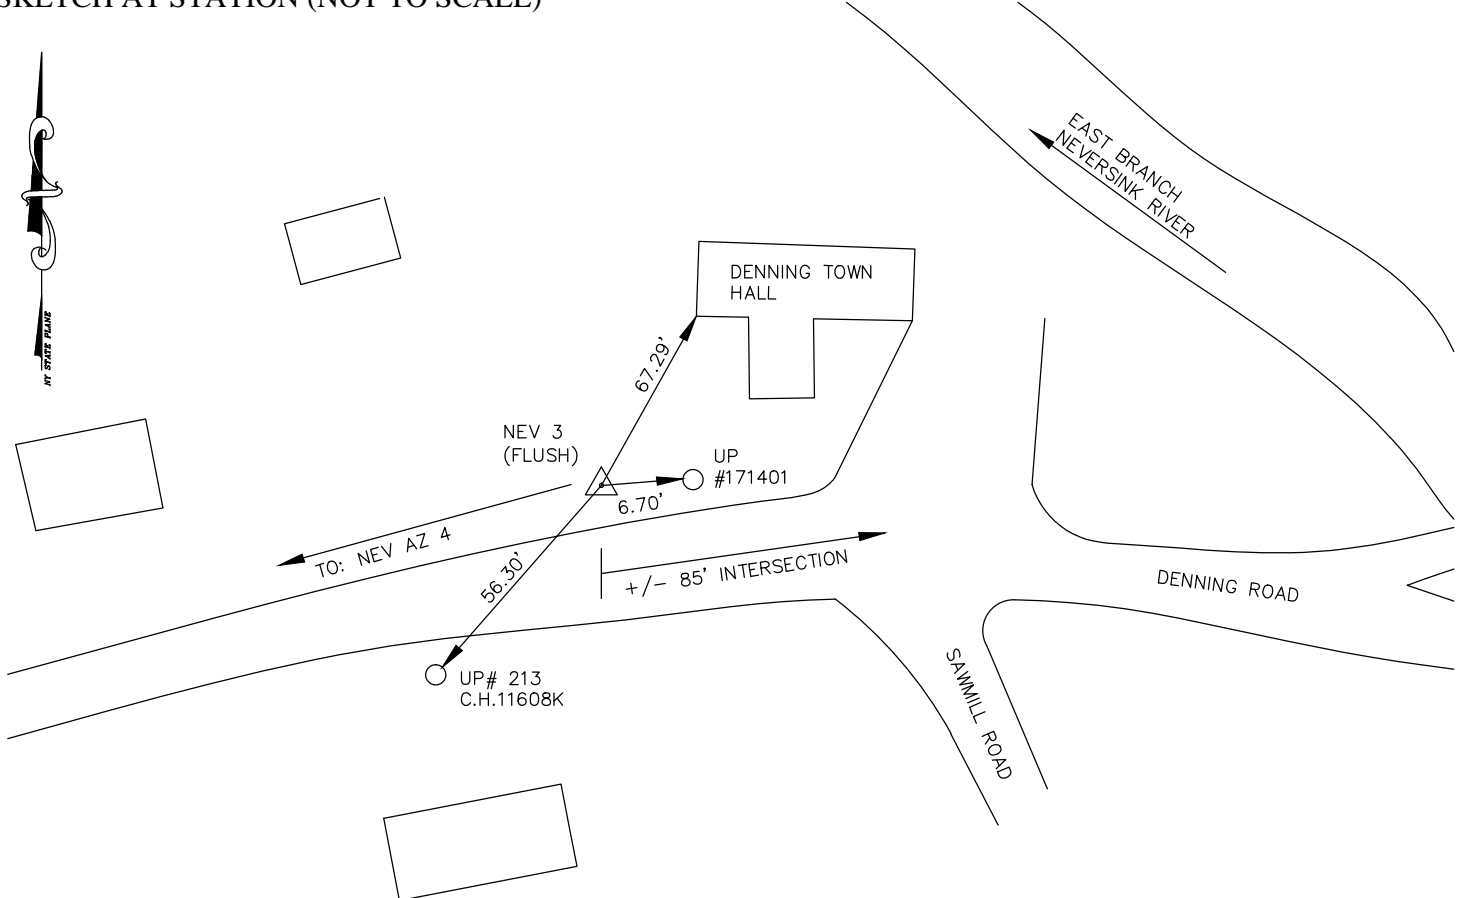 SKETCH AT STATION (NOT TO SCALE)
EAST BRANCH
NEVERSINK RIVER
NY STATE PLANE
DENNING TOWN
HALL
67.29'
NEV 3
(FLUSH)
UP
#171401
6.70'
TO: NEV AZ 4
56.30'
+/- 85' INTERSECTION
DENNING ROAD
UP# 213
C.H.11608K
SAWMILL ROAD